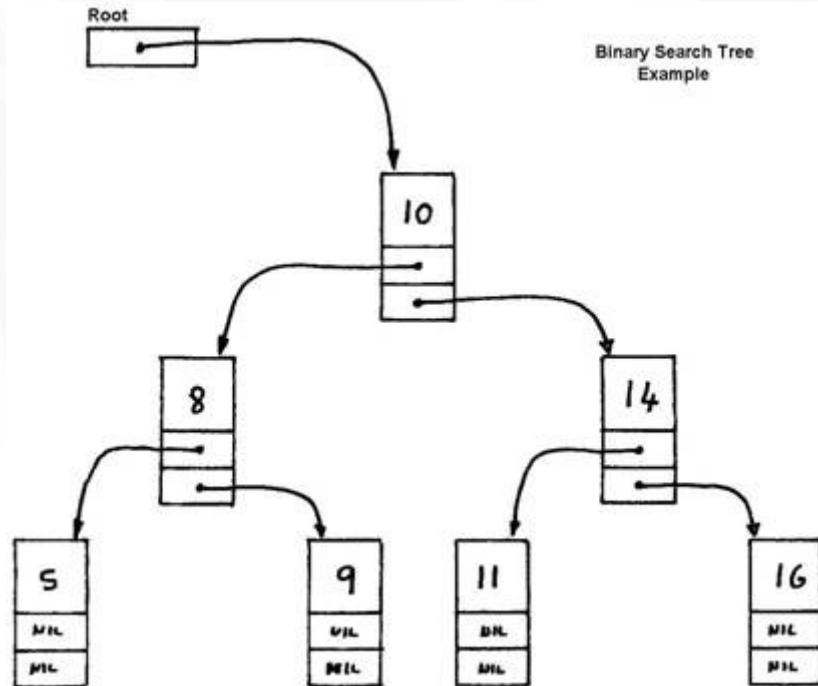 Root
Binary Search Tree
Example
10
8
14
5
9
11
16
NIL
NIL
NIL
NIL
NIL
NIL
NIL
NIL